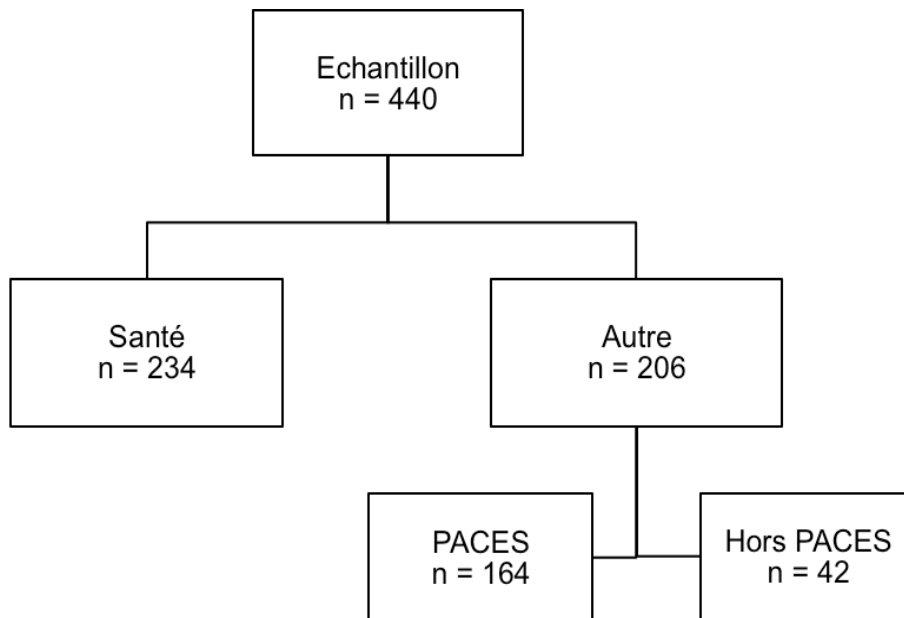 Echantillon
n = 440
Santé
n = 234
Autre
n = 206
PACES
n = 164
Hors PACES
n = 42